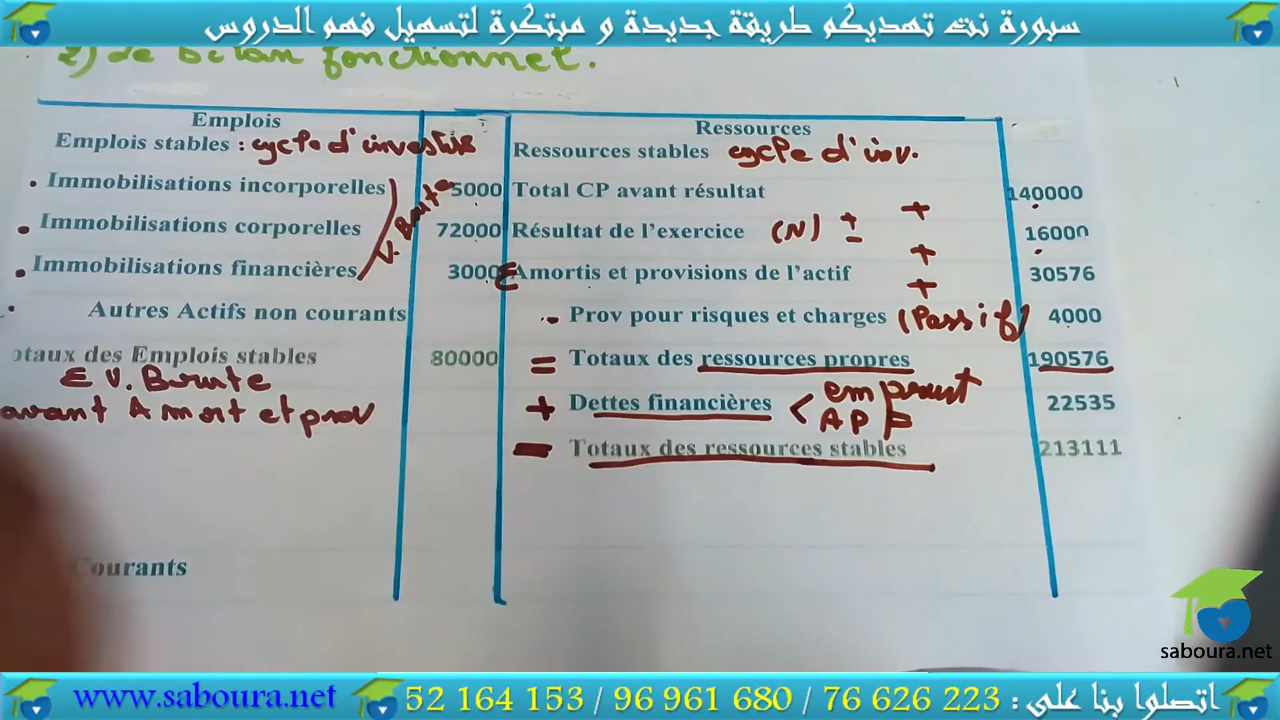 سبورة نت تهديكم طريقة جديدة و مبتكرة لتسهيل فهم الدروس
2) Le bilan fonctionnel.
Emplois
Ressources
Emplois stables : cycle d'investis
Ressources stables cycle d'inv.
Immobilisations incorporelles 5000
Total CP avant résultat 140000
Immobilisations corporelles 72000
V. Brute
Résultat de l'exercice (N) ± + 16000
Immobilisations financières 3000
Σ Amortis et provisions de l'actif + 30576
Autres Actifs non courants
- Prov pour risques et charges (Passif) + 4000
otaux des Emplois stables 80000
= Totaux des ressources propres 190576
Σ V. Brute
avant Amort et prov
+ Dettes financières < emprunt 22535
A P
= Totaux des ressources stables 213111
Courants
saboura.net
www.saboura.net
اتصلوا بنا على : 52 164 153 / 96 961 680 / 76 626 223